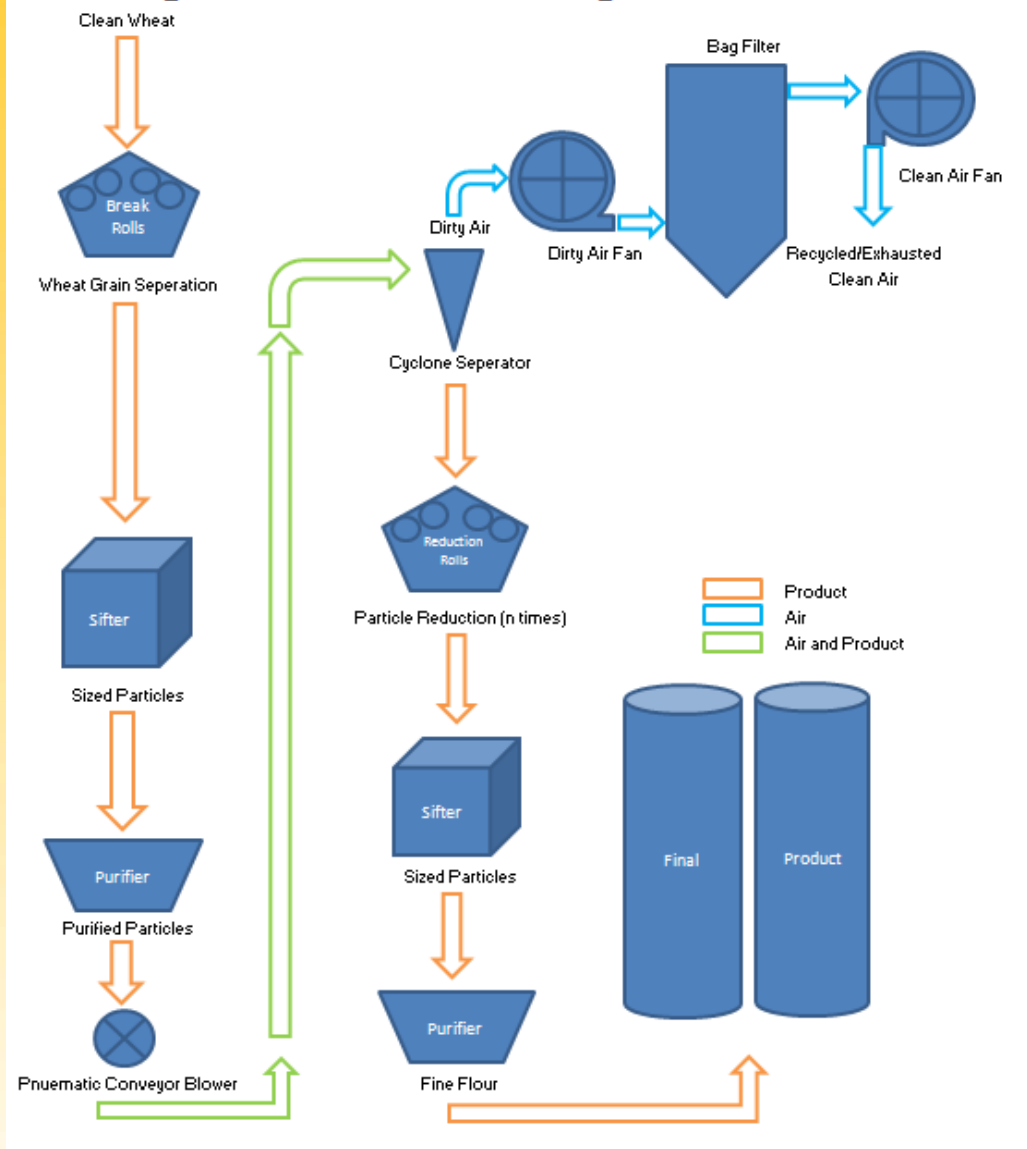 Clean Wheat
Break
Rolls
Wheat Grain Seperation
Sifter
Sized Particles
Purifier
Purified Particles
Pnuematic Conveyor Blower
Dirty Air
Cyclone Seperator
Reduction
Rolls
Particle Reduction (n times)
Sifter
Sized Particles
Purifier
Fine Flour
Dirty Air Fan
Bag Filter
Clean Air Fan
Recycled/Exhausted
Clean Air
Product
Air
Air and Product
Final
Product